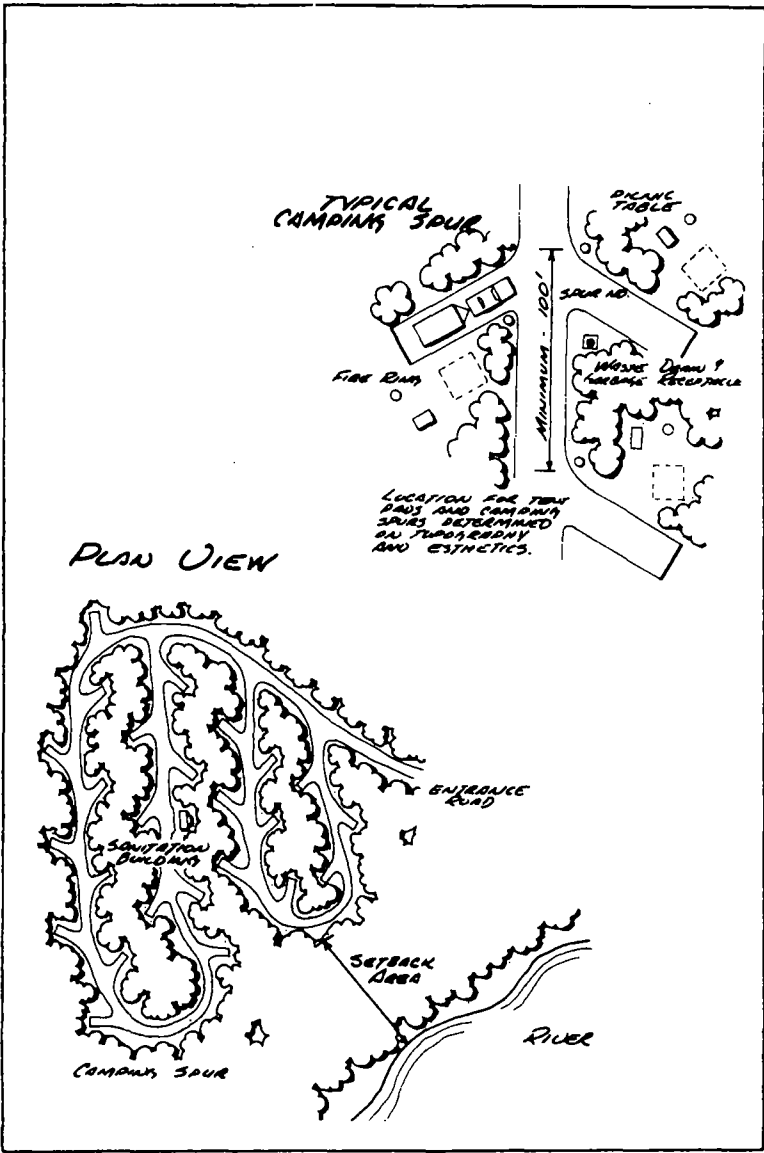 TYPICAL
CAMPING SPUR
PICNIC
TABLE
SPUR NO.
MINIMUM - 100'
FIRE RING
WASTE DRAIN &
GARBAGE RECEPTACLE
LOCATION FOR TENT
PADS AND CAMPING
SPURS DETERMINED
ON TOPOGRAPHY
AND ESTHETICS.
PLAN VIEW
ENTRANCE
ROAD
SANITATION
BUILDING
SETBACK
AREA
RIVER
CAMPING SPUR